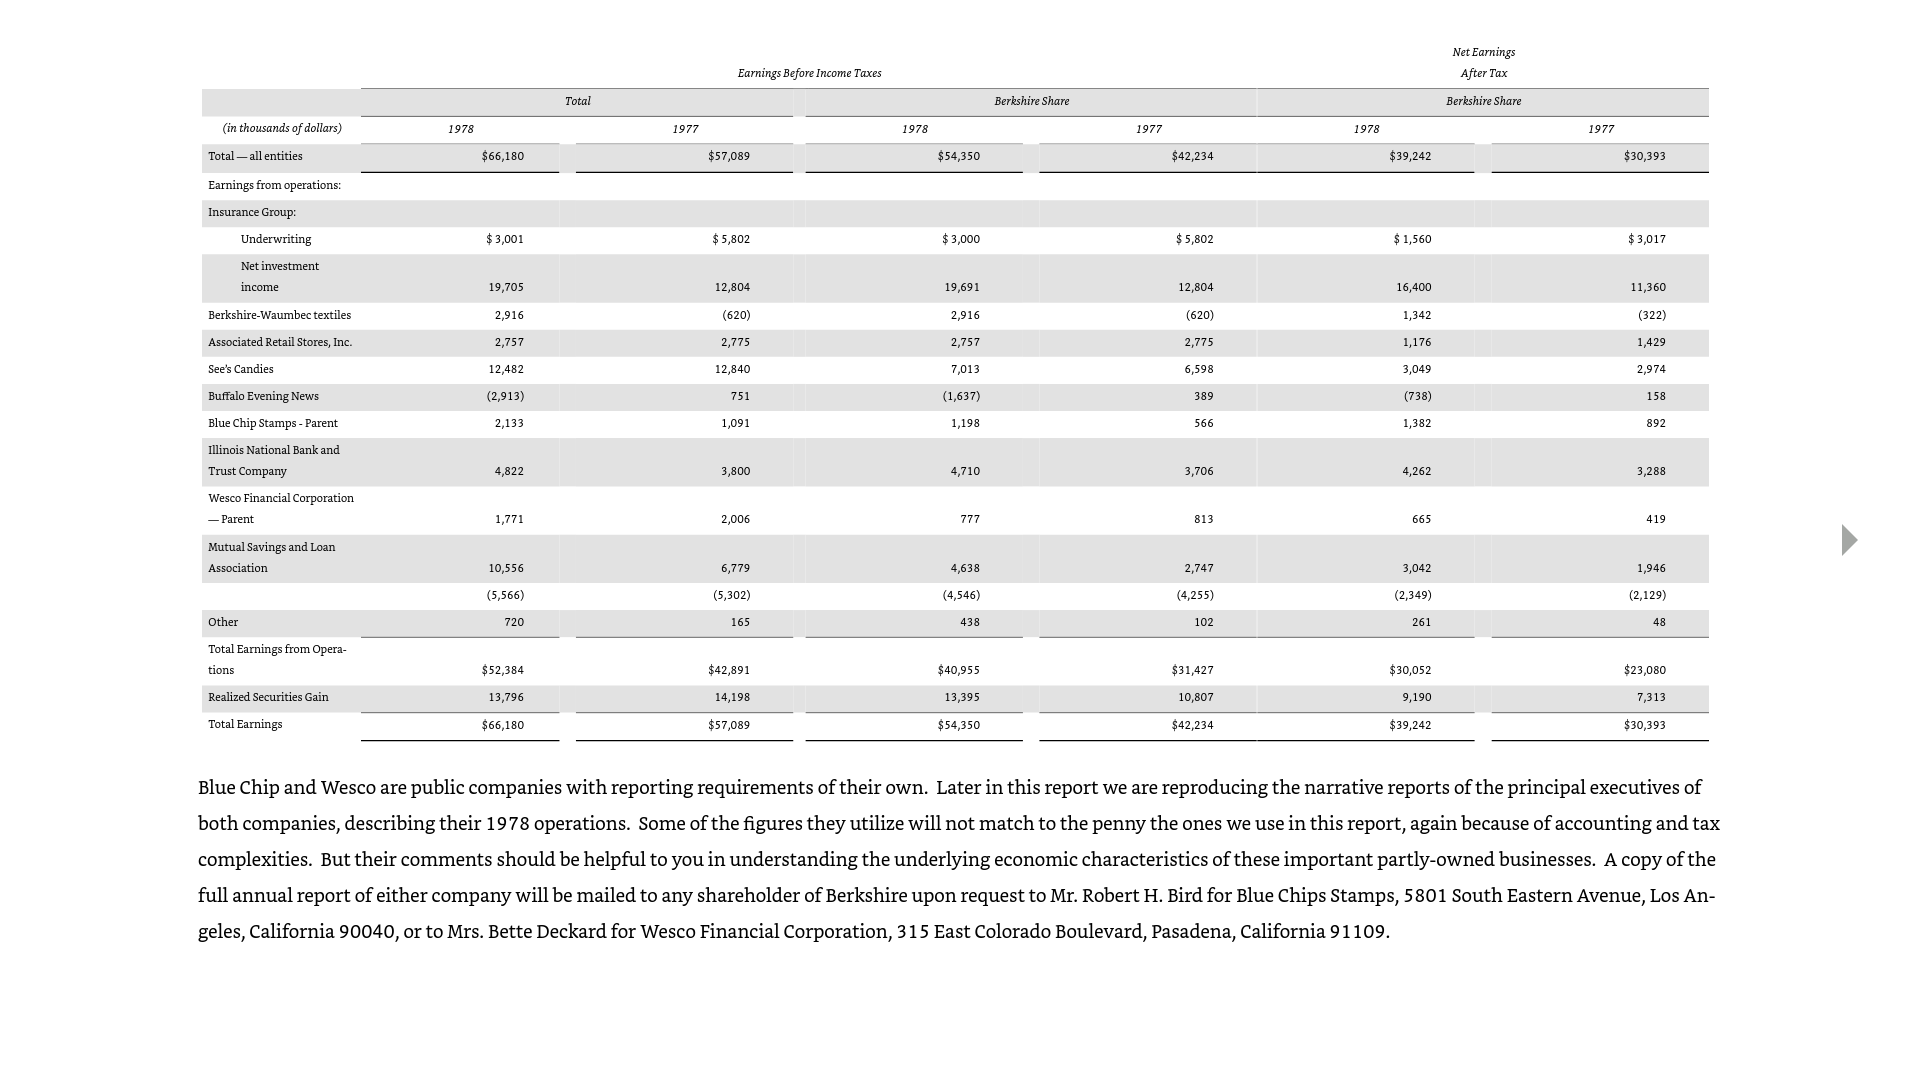 Net Earnings
Earnings Before Income Taxes After Tax
Total Berkshire Share Berkshire Share
(in thousands of dollars) 1978 1977 1978 1977 1978 1977
Total — all entities $66,180 $57,089 $54,350 $42,234 $39,242 $30,393
Earnings from operations:
Insurance Group:
Underwriting $ 3,001 $ 5,802 $ 3,000 $ 5,802 $ 1,560 $ 3,017
Net investment
income 19,705 12,804 19,691 12,804 16,400 11,360
Berkshire-Waumbec textiles 2,916 (620) 2,916 (620) 1,342 (322)
Associated Retail Stores, Inc. 2,757 2,775 2,757 2,775 1,176 1,429
See's Candies 12,482 12,840 7,013 6,598 3,049 2,974
Buffalo Evening News (2,913) 751 (1,637) 389 (738) 158
Blue Chip Stamps - Parent 2,133 1,091 1,198 566 1,382 892
Illinois National Bank and
Trust Company 4,822 3,800 4,710 3,706 4,262 3,288
Wesco Financial Corporation
— Parent 1,771 2,006 777 813 665 419
Mutual Savings and Loan
Association 10,556 6,779 4,638 2,747 3,042 1,946
(5,566) (5,302) (4,546) (4,255) (2,349) (2,129)
Other 720 165 438 102 261 48
Total Earnings from Opera-
tions $52,384 $42,891 $40,955 $31,427 $30,052 $23,080
Realized Securities Gain 13,796 14,198 13,395 10,807 9,190 7,313
Total Earnings $66,180 $57,089 $54,350 $42,234 $39,242 $30,393
Blue Chip and Wesco are public companies with reporting requirements of their own.  Later in this report we are reproducing the narrative reports of the principal executives of
both companies, describing their 1978 operations.  Some of the figures they utilize will not match to the penny the ones we use in this report, again because of accounting and tax
complexities.  But their comments should be helpful to you in understanding the underlying economic characteristics of these important partly-owned businesses.  A copy of the
full annual report of either company will be mailed to any shareholder of Berkshire upon request to Mr. Robert H. Bird for Blue Chips Stamps, 5801 South Eastern Avenue, Los An-
geles, California 90040, or to Mrs. Bette Deckard for Wesco Financial Corporation, 315 East Colorado Boulevard, Pasadena, California 91109.